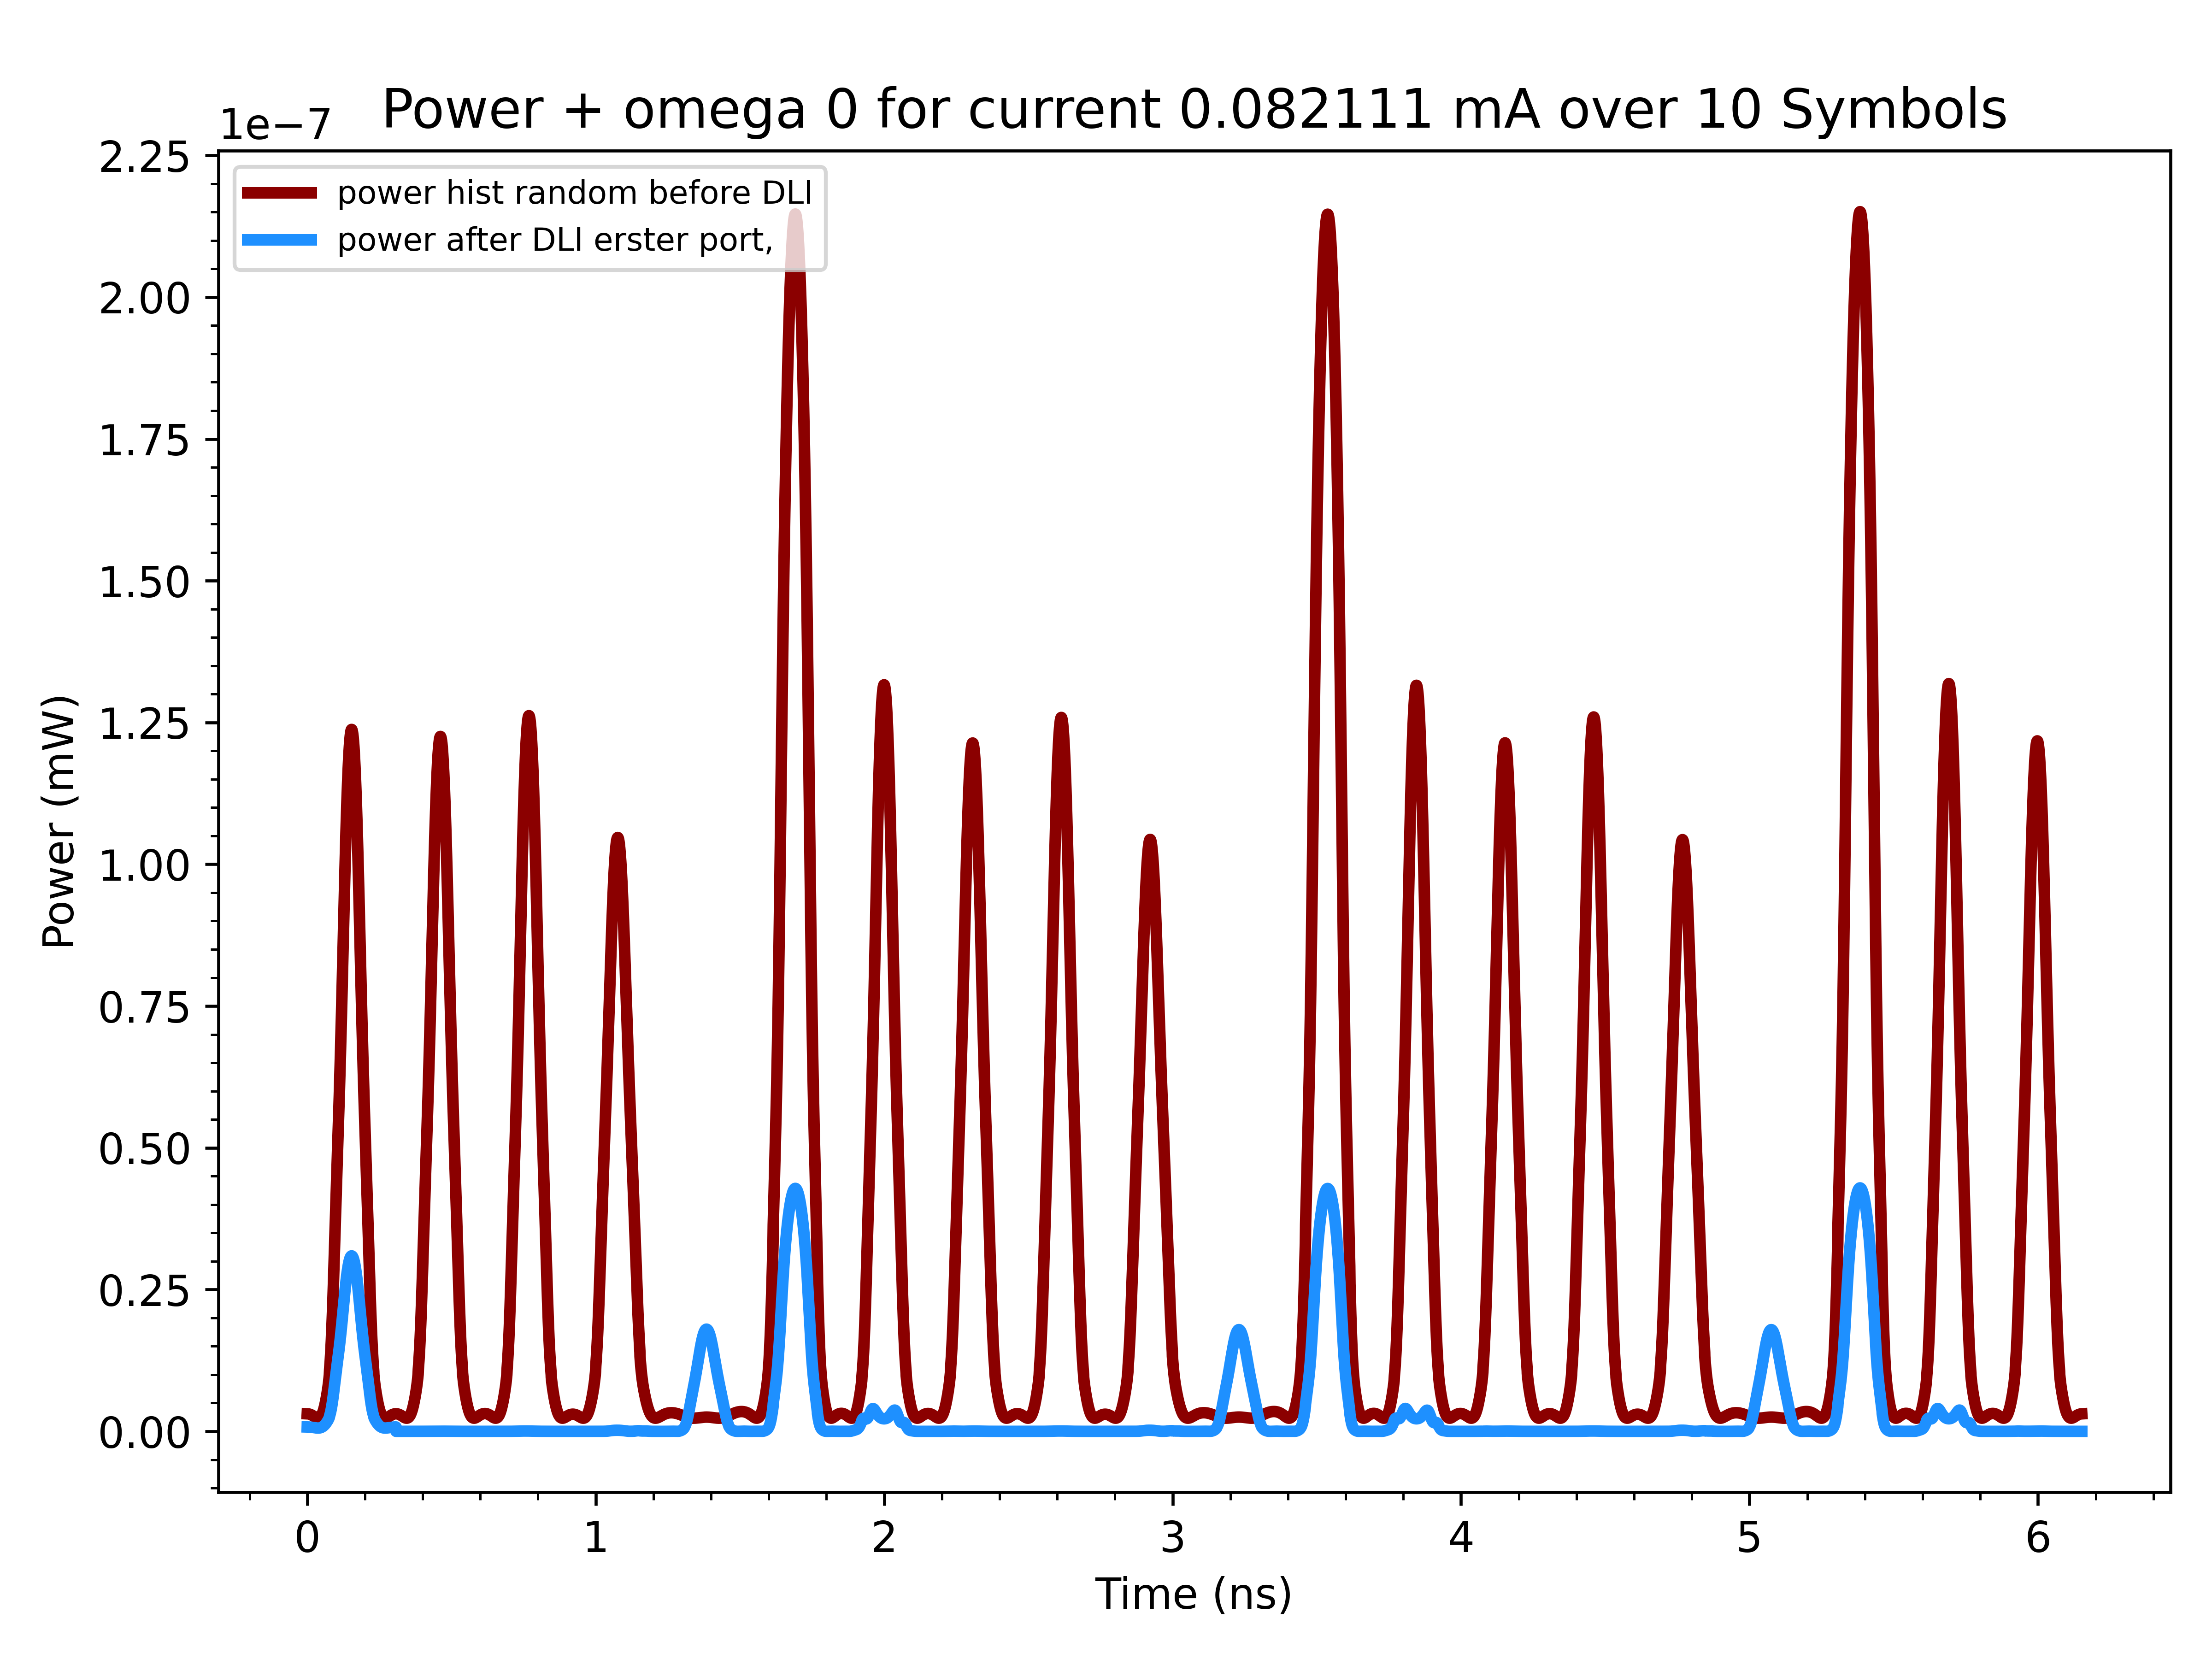 Power + omega 0 for current 0.082111 mA over 10 Symbols
1e−7
2.25
2.00
1.75
1.50
1.25
1.00
0.75
0.50
0.25
0.00
Power (mW)
power hist random before DLI
power after DLI erster port,
0 1 2 3 4 5 6
Time (ns)